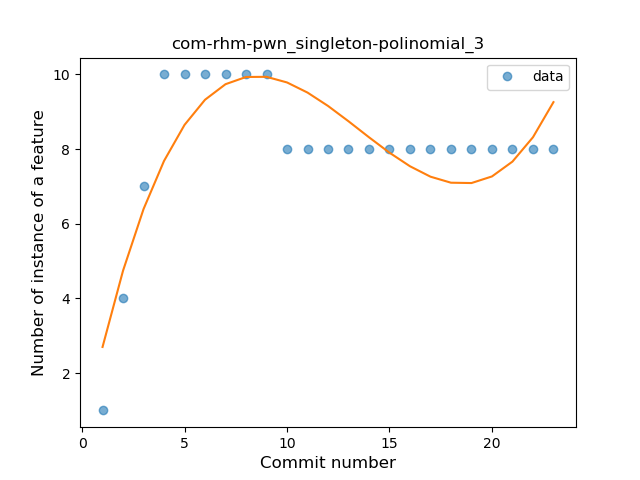 com-rhm-pwn_singleton-polinomial_3
data
Number of instance of a feature
10
8
6
4
2
0
5
10
15
20
Commit number